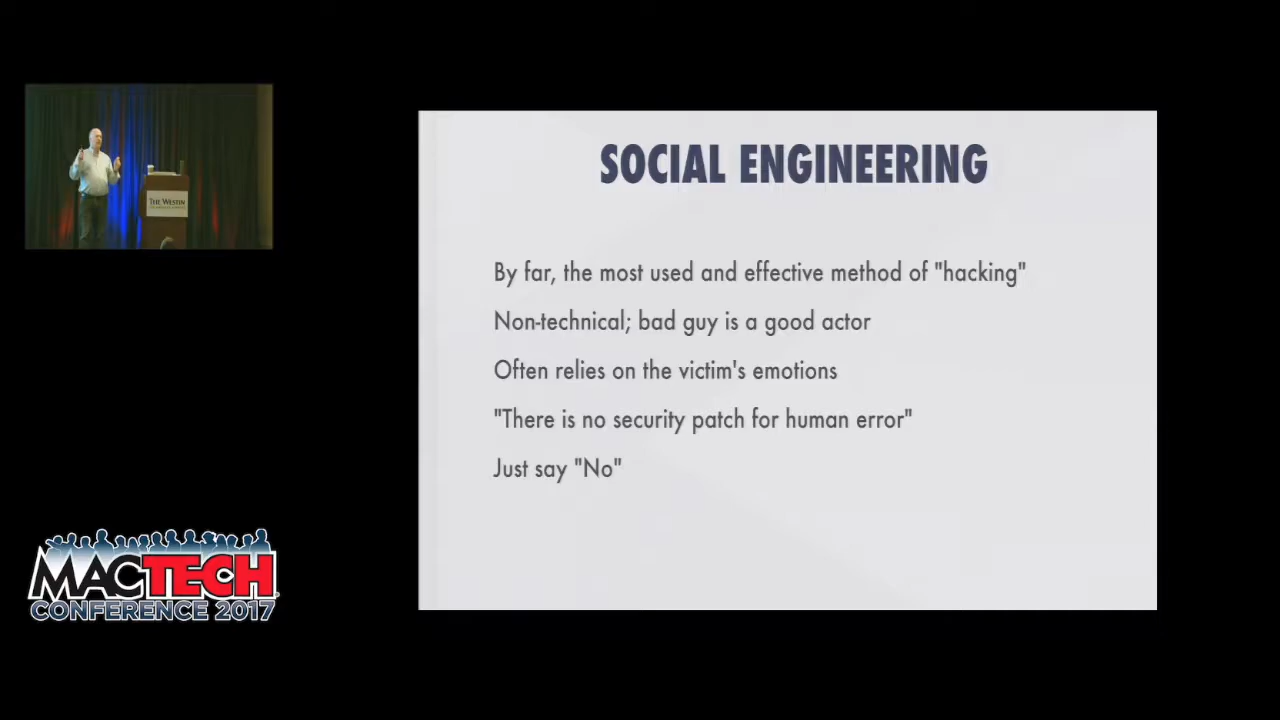 SOCIAL ENGINEERING
By far, the most used and effective method of "hacking"
Non-technical; bad guy is a good actor
Often relies on the victim's emotions
"There is no security patch for human error"
Just say "No"
THE WESTIN
MACTECH
CONFERENCE 2017